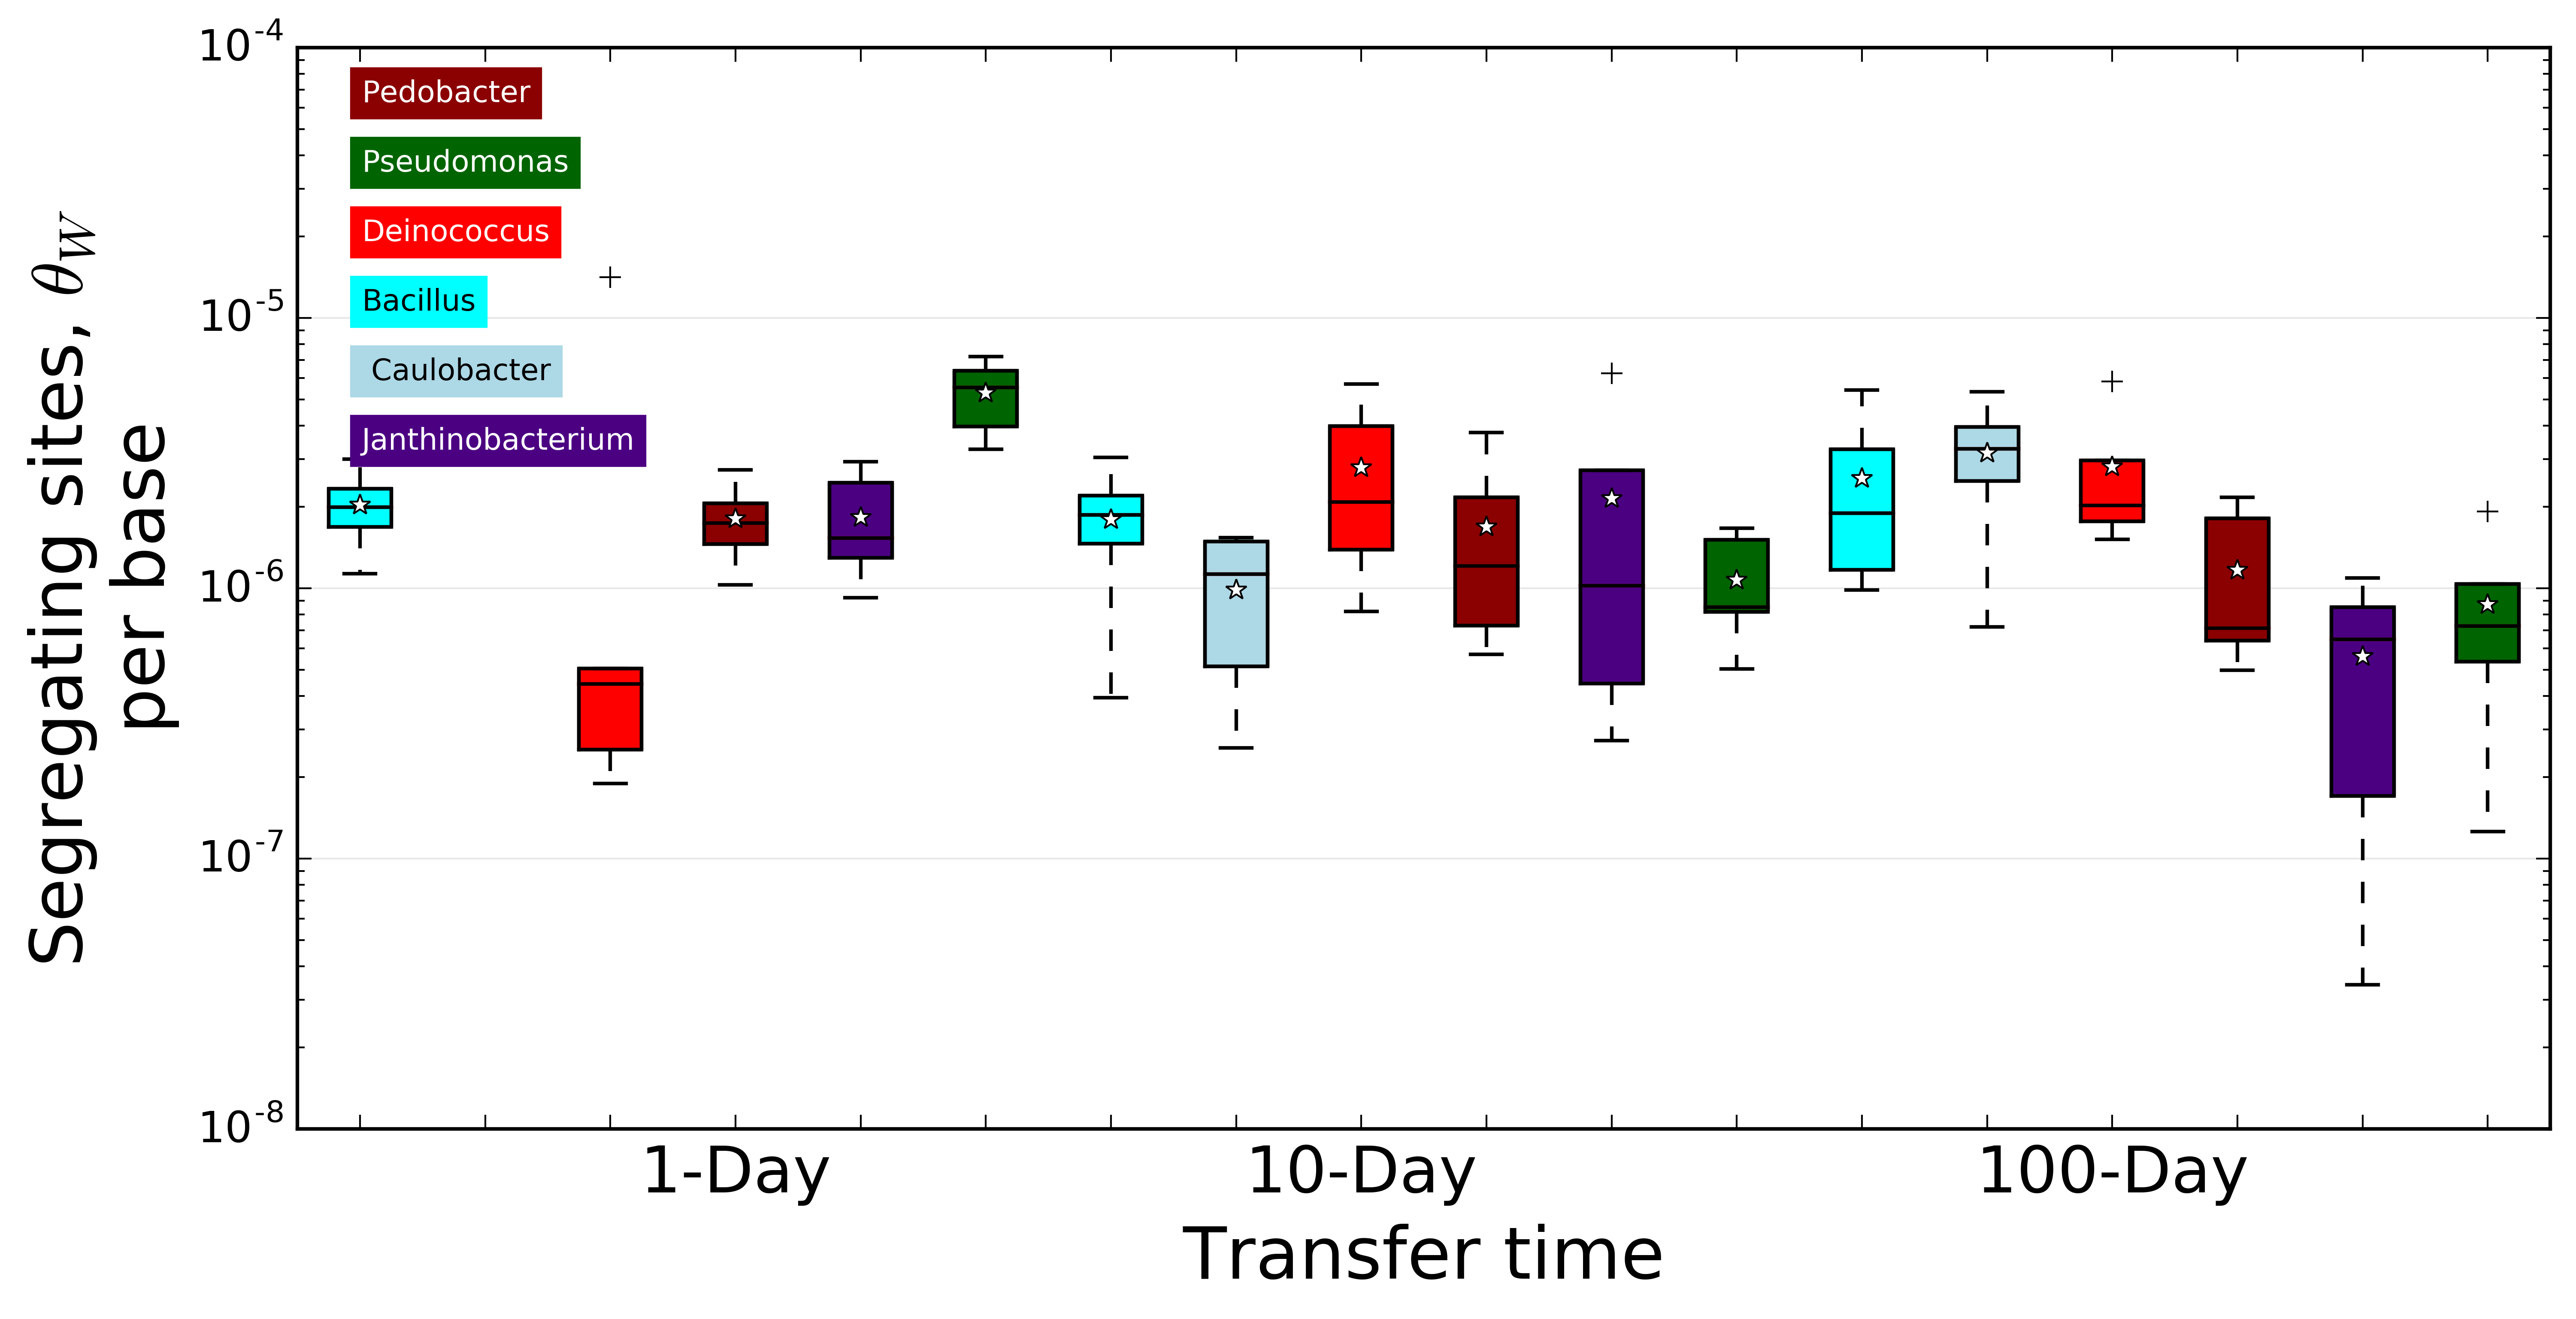 10^-4
Pedobacter
Pseudomonas
Deinococcus
10^-5
Bacillus
Caulobacter
Janthinobacterium
10^-6
10^-7
10^-8
Segregating sites, θ_W
per base
1-Day 10-Day 100-Day
Transfer time